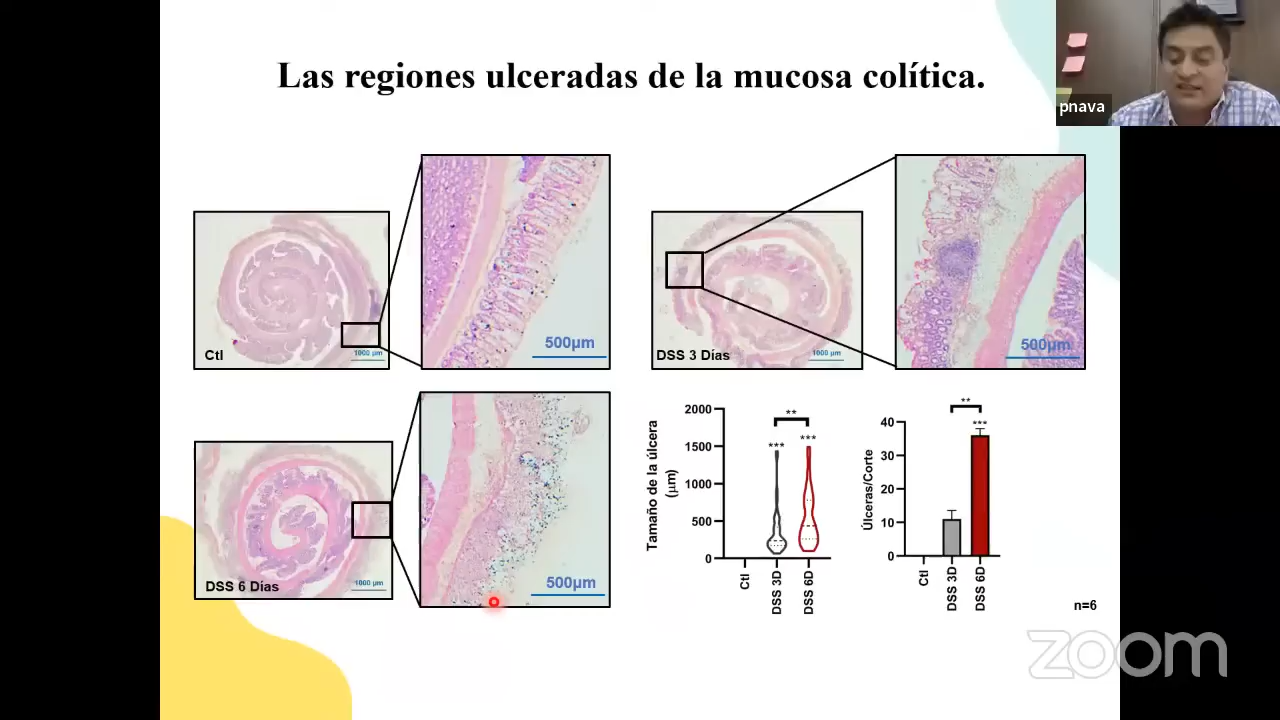 Las regiones ulceradas de la mucosa colítica.
pnava
Ctl
1000 μm
500μm
DSS 3 Días
1000 μm
500μm
DSS 6 Días
1000 μm
500μm
Tamaño de la úlcera
(μm)
2000
1500
1000
500
0
**
***
***
Ctl
DSS 3D
DSS 6D
Úlceras/Corte
40
30
20
10
0
**
***
Ctl
DSS 3D
DSS 6D
n=6
zoom